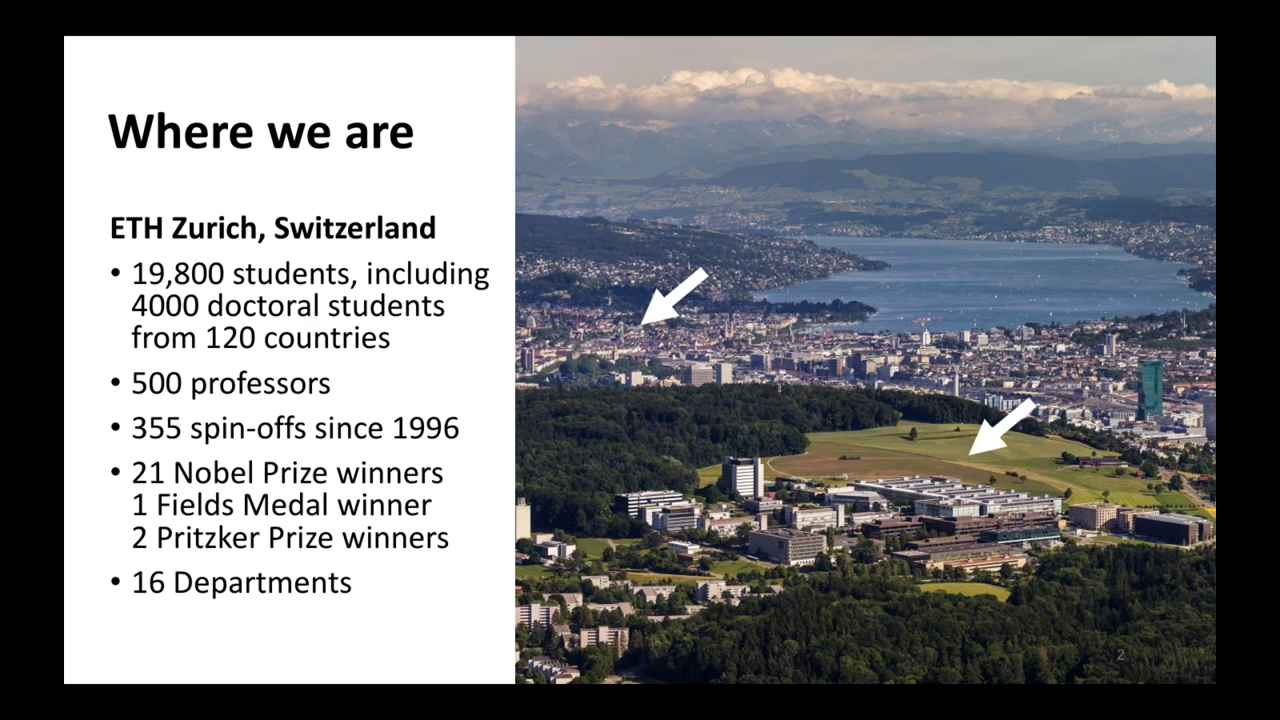 Where we are
ETH Zurich, Switzerland
• 19,800 students, including
4000 doctoral students
from 120 countries
• 500 professors
• 355 spin-offs since 1996
• 21 Nobel Prize winners
1 Fields Medal winner
2 Pritzker Prize winners
• 16 Departments
2